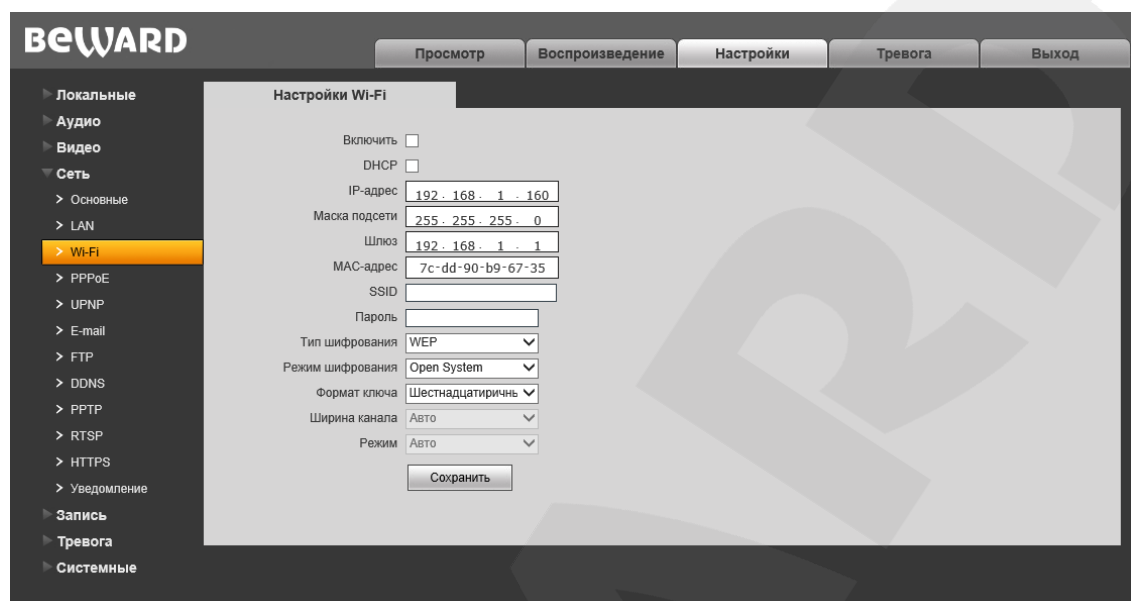 BEWARD
Просмотр
Воспроизведение
Настройки
Тревога
Выход
Локальные
Аудио
Видео
Сеть
Основные
LAN
Wi-Fi
PPPoE
UPNP
E-mail
FTP
DDNS
PPTP
RTSP
HTTPS
Уведомление
Запись
Тревога
Системные
Настройки Wi-Fi
Включить
DHCP
IP-адрес 192 . 168 . 1 . 160
Маска подсети 255 . 255 . 255 . 0
Шлюз 192 . 168 . 1 . 1
MAC-адрес 7c-dd-90-b9-67-35
SSID
Пароль
Тип шифрования WEP
Режим шифрования Open System
Формат ключа Шестнадцатиричнь
Ширина канала Авто
Режим Авто
Сохранить